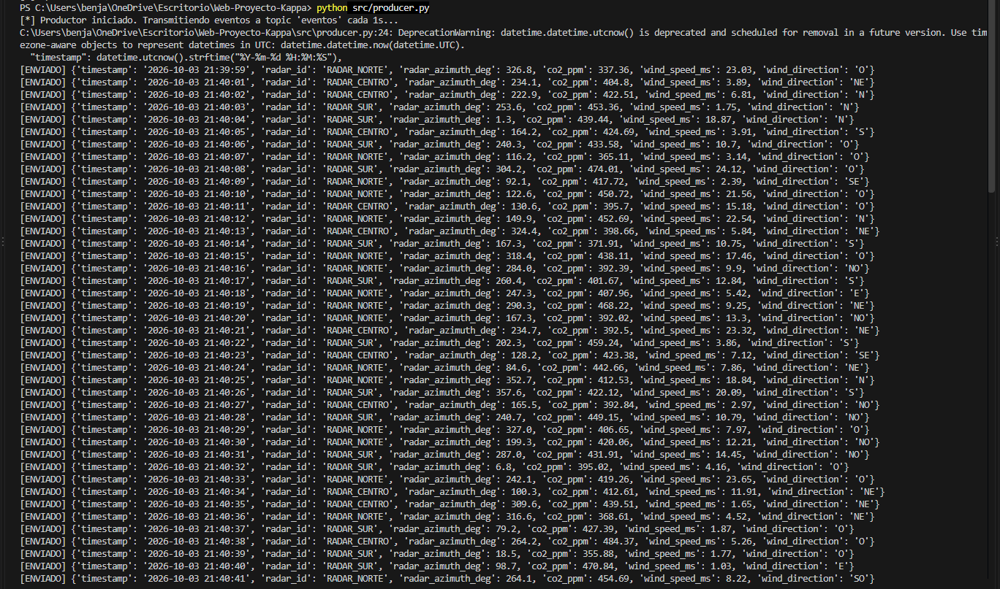 PS C:\Users\benja\OneDrive\Escritorio\Web-Proyecto-Kappa> python src/producer.py
[*] Productor iniciado. Transmitiendo eventos a topic 'eventos' cada 1s...
C:\Users\benja\OneDrive\Escritorio\Web-Proyecto-Kappa\src\producer.py:24: DeprecationWarning: datetime.datetime.utcnow() is deprecated and scheduled for removal in a future version. Use tim
ezone-aware objects to represent datetimes in UTC: datetime.datetime.now(datetime.UTC).
  "timestamp": datetime.utcnow().strftime("%Y-%m-%d %H:%M:%S"),
[ENVIADO] {'timestamp': '2026-10-03 21:39:59', 'radar_id': 'RADAR_NORTE', 'radar_azimuth_deg': 326.8, 'co2_ppm': 337.36, 'wind_speed_ms': 23.03, 'wind_direction': 'O'}
[ENVIADO] {'timestamp': '2026-10-03 21:40:01', 'radar_id': 'RADAR_CENTRO', 'radar_azimuth_deg': 234.1, 'co2_ppm': 404.8, 'wind_speed_ms': 3.89, 'wind_direction': 'NE'}
[ENVIADO] {'timestamp': '2026-10-03 21:40:02', 'radar_id': 'RADAR_CENTRO', 'radar_azimuth_deg': 222.9, 'co2_ppm': 422.51, 'wind_speed_ms': 6.81, 'wind_direction': 'N'}
[ENVIADO] {'timestamp': '2026-10-03 21:40:03', 'radar_id': 'RADAR_SUR', 'radar_azimuth_deg': 253.6, 'co2_ppm': 453.36, 'wind_speed_ms': 1.75, 'wind_direction': 'N'}
[ENVIADO] {'timestamp': '2026-10-03 21:40:04', 'radar_id': 'RADAR_SUR', 'radar_azimuth_deg': 1.3, 'co2_ppm': 439.44, 'wind_speed_ms': 18.87, 'wind_direction': 'N'}
[ENVIADO] {'timestamp': '2026-10-03 21:40:05', 'radar_id': 'RADAR_CENTRO', 'radar_azimuth_deg': 164.2, 'co2_ppm': 424.69, 'wind_speed_ms': 3.91, 'wind_direction': 'S'}
[ENVIADO] {'timestamp': '2026-10-03 21:40:06', 'radar_id': 'RADAR_SUR', 'radar_azimuth_deg': 240.3, 'co2_ppm': 433.58, 'wind_speed_ms': 10.7, 'wind_direction': 'O'}
[ENVIADO] {'timestamp': '2026-10-03 21:40:07', 'radar_id': 'RADAR_NORTE', 'radar_azimuth_deg': 116.2, 'co2_ppm': 365.11, 'wind_speed_ms': 3.14, 'wind_direction': 'O'}
[ENVIADO] {'timestamp': '2026-10-03 21:40:08', 'radar_id': 'RADAR_SUR', 'radar_azimuth_deg': 304.2, 'co2_ppm': 474.01, 'wind_speed_ms': 24.12, 'wind_direction': 'O'}
[ENVIADO] {'timestamp': '2026-10-03 21:40:09', 'radar_id': 'RADAR_NORTE', 'radar_azimuth_deg': 92.1, 'co2_ppm': 417.72, 'wind_speed_ms': 2.39, 'wind_direction': 'SE'}
[ENVIADO] {'timestamp': '2026-10-03 21:40:10', 'radar_id': 'RADAR_NORTE', 'radar_azimuth_deg': 122.6, 'co2_ppm': 450.72, 'wind_speed_ms': 21.56, 'wind_direction': 'O'}
[ENVIADO] {'timestamp': '2026-10-03 21:40:11', 'radar_id': 'RADAR_CENTRO', 'radar_azimuth_deg': 130.6, 'co2_ppm': 395.7, 'wind_speed_ms': 15.18, 'wind_direction': 'O'}
[ENVIADO] {'timestamp': '2026-10-03 21:40:12', 'radar_id': 'RADAR_NORTE', 'radar_azimuth_deg': 149.9, 'co2_ppm': 452.69, 'wind_speed_ms': 22.54, 'wind_direction': 'N'}
[ENVIADO] {'timestamp': '2026-10-03 21:40:13', 'radar_id': 'RADAR_CENTRO', 'radar_azimuth_deg': 324.4, 'co2_ppm': 398.66, 'wind_speed_ms': 5.84, 'wind_direction': 'NE'}
[ENVIADO] {'timestamp': '2026-10-03 21:40:14', 'radar_id': 'RADAR_SUR', 'radar_azimuth_deg': 167.3, 'co2_ppm': 371.91, 'wind_speed_ms': 10.75, 'wind_direction': 'S'}
[ENVIADO] {'timestamp': '2026-10-03 21:40:15', 'radar_id': 'RADAR_NORTE', 'radar_azimuth_deg': 318.4, 'co2_ppm': 438.11, 'wind_speed_ms': 17.46, 'wind_direction': 'O'}
[ENVIADO] {'timestamp': '2026-10-03 21:40:16', 'radar_id': 'RADAR_NORTE', 'radar_azimuth_deg': 284.0, 'co2_ppm': 392.39, 'wind_speed_ms': 9.9, 'wind_direction': 'NO'}
[ENVIADO] {'timestamp': '2026-10-03 21:40:17', 'radar_id': 'RADAR_SUR', 'radar_azimuth_deg': 260.4, 'co2_ppm': 401.67, 'wind_speed_ms': 12.84, 'wind_direction': 'S'}
[ENVIADO] {'timestamp': '2026-10-03 21:40:18', 'radar_id': 'RADAR_NORTE', 'radar_azimuth_deg': 247.3, 'co2_ppm': 407.96, 'wind_speed_ms': 5.42, 'wind_direction': 'E'}
[ENVIADO] {'timestamp': '2026-10-03 21:40:19', 'radar_id': 'RADAR_NORTE', 'radar_azimuth_deg': 290.3, 'co2_ppm': 468.22, 'wind_speed_ms': 9.25, 'wind_direction': 'NE'}
[ENVIADO] {'timestamp': '2026-10-03 21:40:20', 'radar_id': 'RADAR_NORTE', 'radar_azimuth_deg': 167.3, 'co2_ppm': 392.02, 'wind_speed_ms': 13.3, 'wind_direction': 'NO'}
[ENVIADO] {'timestamp': '2026-10-03 21:40:21', 'radar_id': 'RADAR_CENTRO', 'radar_azimuth_deg': 234.7, 'co2_ppm': 392.5, 'wind_speed_ms': 23.32, 'wind_direction': 'NE'}
[ENVIADO] {'timestamp': '2026-10-03 21:40:22', 'radar_id': 'RADAR_SUR', 'radar_azimuth_deg': 202.3, 'co2_ppm': 459.24, 'wind_speed_ms': 3.86, 'wind_direction': 'S'}
[ENVIADO] {'timestamp': '2026-10-03 21:40:23', 'radar_id': 'RADAR_CENTRO', 'radar_azimuth_deg': 128.2, 'co2_ppm': 423.38, 'wind_speed_ms': 7.12, 'wind_direction': 'SE'}
[ENVIADO] {'timestamp': '2026-10-03 21:40:24', 'radar_id': 'RADAR_NORTE', 'radar_azimuth_deg': 84.6, 'co2_ppm': 442.66, 'wind_speed_ms': 7.86, 'wind_direction': 'NE'}
[ENVIADO] {'timestamp': '2026-10-03 21:40:25', 'radar_id': 'RADAR_NORTE', 'radar_azimuth_deg': 352.7, 'co2_ppm': 412.53, 'wind_speed_ms': 18.84, 'wind_direction': 'N'}
[ENVIADO] {'timestamp': '2026-10-03 21:40:26', 'radar_id': 'RADAR_SUR', 'radar_azimuth_deg': 357.6, 'co2_ppm': 422.12, 'wind_speed_ms': 20.09, 'wind_direction': 'S'}
[ENVIADO] {'timestamp': '2026-10-03 21:40:27', 'radar_id': 'RADAR_CENTRO', 'radar_azimuth_deg': 165.5, 'co2_ppm': 392.84, 'wind_speed_ms': 2.97, 'wind_direction': 'NO'}
[ENVIADO] {'timestamp': '2026-10-03 21:40:28', 'radar_id': 'RADAR_SUR', 'radar_azimuth_deg': 240.7, 'co2_ppm': 449.15, 'wind_speed_ms': 10.79, 'wind_direction': 'NO'}
[ENVIADO] {'timestamp': '2026-10-03 21:40:29', 'radar_id': 'RADAR_NORTE', 'radar_azimuth_deg': 327.0, 'co2_ppm': 406.65, 'wind_speed_ms': 7.97, 'wind_direction': 'O'}
[ENVIADO] {'timestamp': '2026-10-03 21:40:30', 'radar_id': 'RADAR_NORTE', 'radar_azimuth_deg': 199.3, 'co2_ppm': 420.06, 'wind_speed_ms': 12.21, 'wind_direction': 'NO'}
[ENVIADO] {'timestamp': '2026-10-03 21:40:31', 'radar_id': 'RADAR_SUR', 'radar_azimuth_deg': 287.0, 'co2_ppm': 431.91, 'wind_speed_ms': 14.45, 'wind_direction': 'NO'}
[ENVIADO] {'timestamp': '2026-10-03 21:40:32', 'radar_id': 'RADAR_SUR', 'radar_azimuth_deg': 6.8, 'co2_ppm': 395.02, 'wind_speed_ms': 4.16, 'wind_direction': 'O'}
[ENVIADO] {'timestamp': '2026-10-03 21:40:33', 'radar_id': 'RADAR_NORTE', 'radar_azimuth_deg': 242.1, 'co2_ppm': 419.26, 'wind_speed_ms': 23.65, 'wind_direction': 'O'}
[ENVIADO] {'timestamp': '2026-10-03 21:40:34', 'radar_id': 'RADAR_CENTRO', 'radar_azimuth_deg': 100.3, 'co2_ppm': 412.61, 'wind_speed_ms': 11.91, 'wind_direction': 'NE'}
[ENVIADO] {'timestamp': '2026-10-03 21:40:35', 'radar_id': 'RADAR_CENTRO', 'radar_azimuth_deg': 309.6, 'co2_ppm': 439.51, 'wind_speed_ms': 1.65, 'wind_direction': 'NE'}
[ENVIADO] {'timestamp': '2026-10-03 21:40:36', 'radar_id': 'RADAR_NORTE', 'radar_azimuth_deg': 316.6, 'co2_ppm': 368.61, 'wind_speed_ms': 4.52, 'wind_direction': 'NE'}
[ENVIADO] {'timestamp': '2026-10-03 21:40:37', 'radar_id': 'RADAR_SUR', 'radar_azimuth_deg': 79.2, 'co2_ppm': 427.39, 'wind_speed_ms': 1.87, 'wind_direction': 'O'}
[ENVIADO] {'timestamp': '2026-10-03 21:40:38', 'radar_id': 'RADAR_CENTRO', 'radar_azimuth_deg': 264.2, 'co2_ppm': 484.37, 'wind_speed_ms': 5.26, 'wind_direction': 'O'}
[ENVIADO] {'timestamp': '2026-10-03 21:40:39', 'radar_id': 'RADAR_SUR', 'radar_azimuth_deg': 18.5, 'co2_ppm': 355.88, 'wind_speed_ms': 1.77, 'wind_direction': 'O'}
[ENVIADO] {'timestamp': '2026-10-03 21:40:40', 'radar_id': 'RADAR_SUR', 'radar_azimuth_deg': 98.7, 'co2_ppm': 470.84, 'wind_speed_ms': 1.03, 'wind_direction': 'E'}
[ENVIADO] {'timestamp': '2026-10-03 21:40:41', 'radar_id': 'RADAR_NORTE', 'radar_azimuth_deg': 264.1, 'co2_ppm': 454.69, 'wind_speed_ms': 8.22, 'wind_direction': 'SO'}